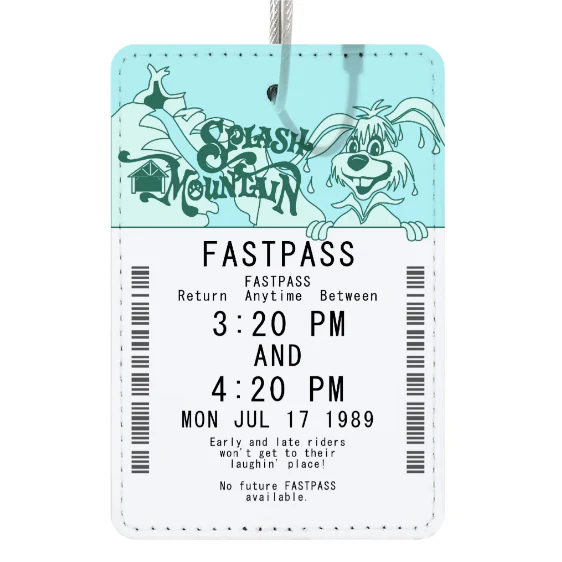 SPLASH
MOUNTAIN
FASTPASS
FASTPASS
Return Anytime Between
3:20 PM
AND
4:20 PM
MON JUL 17 1989
Early and late riders
won't get to their
laughin' place!
No future FASTPASS
available.